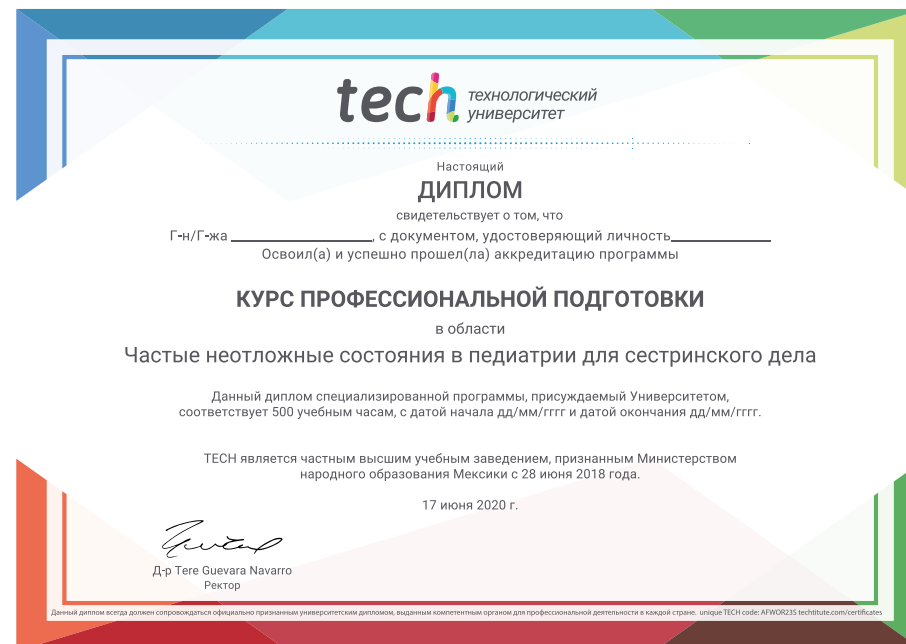 tech технологический
университет
Настоящий
ДИПЛОМ
свидетельствует о том, что
Г-н/Г-жа _________________, с документом, удостоверяющий личность____________
Освоил(а) и успешно прошел(ла) аккредитацию программы
КУРС ПРОФЕССИОНАЛЬНОЙ ПОДГОТОВКИ
в области
Частые неотложные состояния в педиатрии для сестринского дела
Данный диплом специализированной программы, присуждаемый Университетом,
соответствует 500 учебным часам, с датой начала дд/мм/гггг и датой окончания дд/мм/гггг.
TECH является частным высшим учебным заведением, признанным Министерством
народного образования Мексики с 28 июня 2018 года.
17 июня 2020 г.
Д-р Tere Guevara Navarro
Ректор
Данный диплом всегда должен сопровождаться официально признанным университетским дипломом, выданным компетентным органом для профессиональной деятельности в каждой стране. unique TECH code: AFWOR23S techtitute.com/certificates